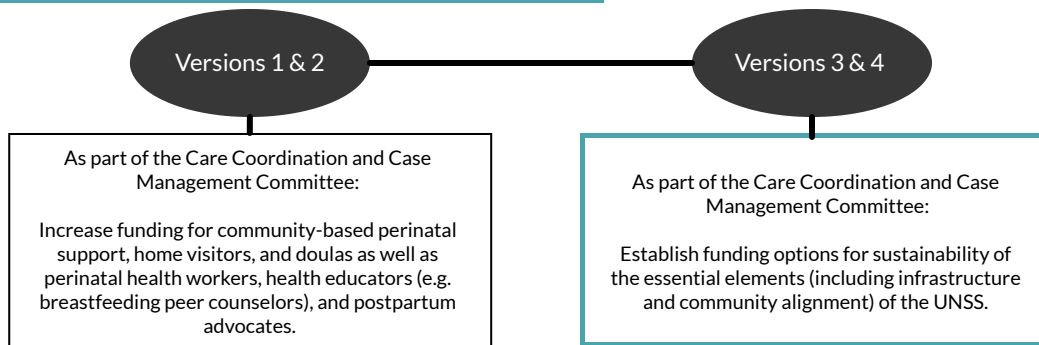 Versions 1 & 2
Versions 3 & 4
As part of the Care Coordination and Case
Management Committee:
Increase funding for community-based perinatal
support, home visitors, and doulas as well as
perinatal health workers, health educators (e.g.
breastfeeding peer counselors), and postpartum
advocates.
As part of the Care Coordination and Case
Management Committee:
Establish funding options for sustainability of
the essential elements (including infrastructure
and community alignment) of the UNSS.